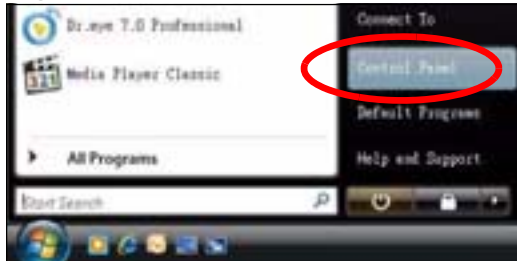 Dr.eye 7.0 Professional
Media Player Classic
All Programs
Start Search
Connect To
Control Panel
Default Programs
Help and Support